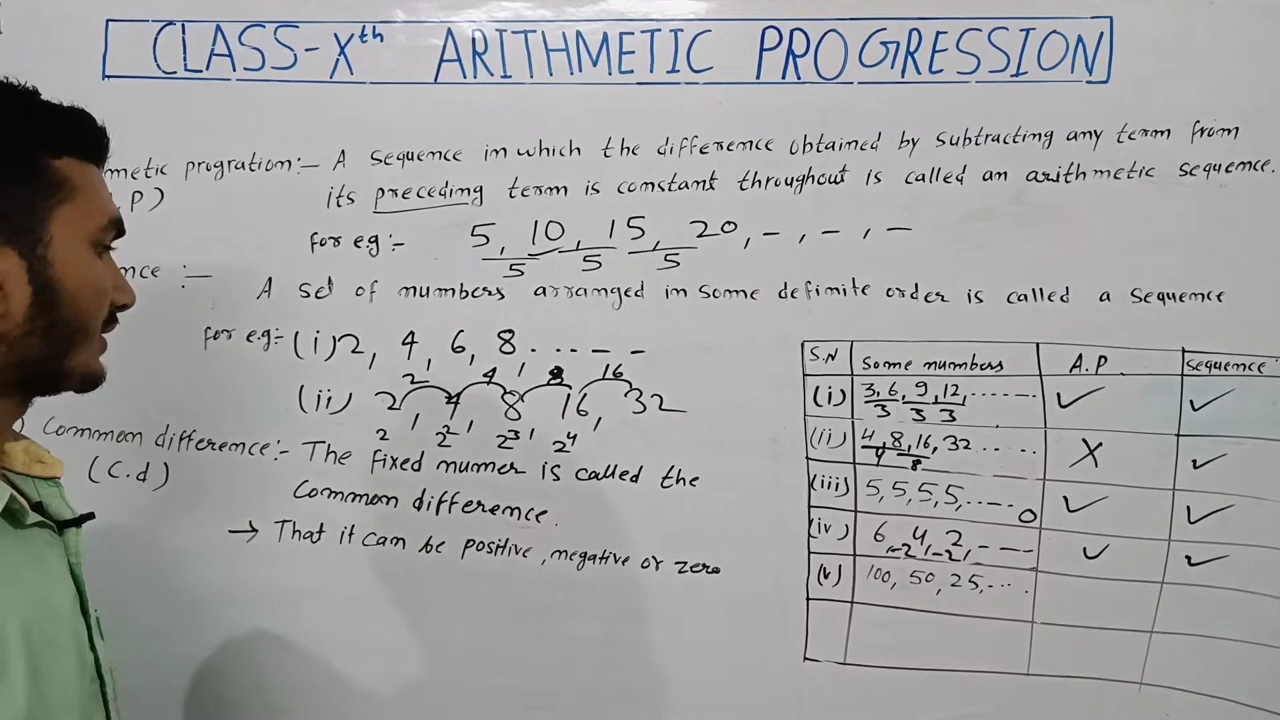 CLASS-Xth ARITHMETIC PROGRESSION
metic progration:- A sequence in which the difference obtained by subtracting any term from
P) its preceding term is constant throughout is called an arithmetic sequence.
for e.g:- 5, 10, 15, 20, -, -, -
5 5 5
nce :-
A set of numbers arranged in some definite order is called a sequence
for e.g:- (i) 2, 4, 6, 8, . . . - - -
2 4 8 16
(ii) 2, 4, 8, 16, 32
2 2² 2³ 2⁴
) Common difference:- The fixed numer is called the
(C.d) Common difference.
→ That it can be positive, negative or zero
S.N Some numbers A.P. sequence
(i) 3, 6, 9, 12, ------- ✓ ✓
3 3 3
(ii) 4, 8, 16, 32 ...... X ✓
4 8
(iii) 5, 5, 5, 5, ---... 0 ✓ ✓
(iv) 6, 4, 2, - --- ✓ ✓
-2, -2,
(v) 100, 50, 25, ...